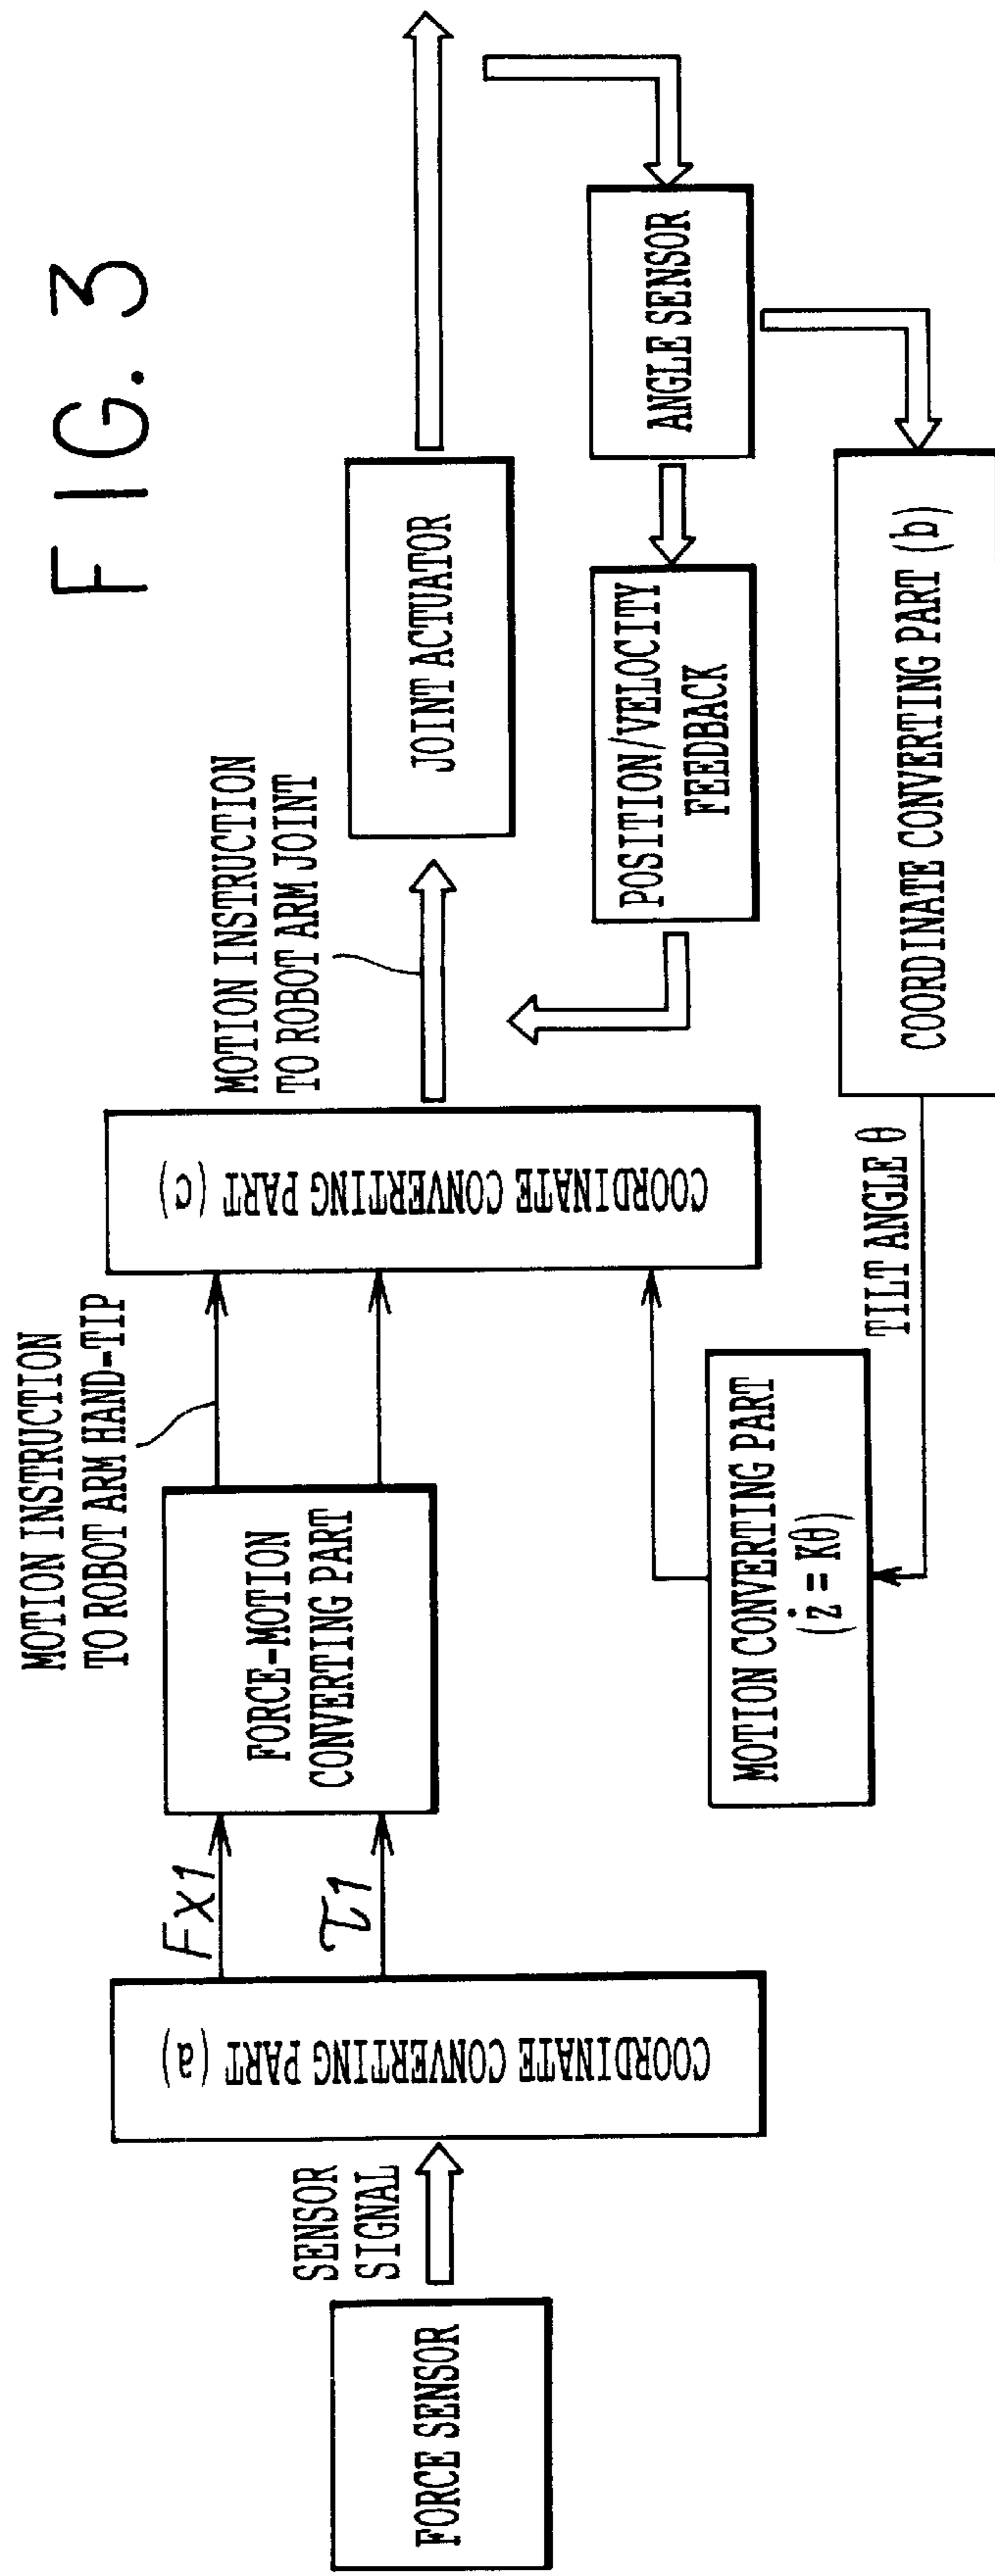 FIG. 3
FORCE SENSOR
SENSOR
SIGNAL
COORDINATE CONVERTING PART (a)
Fx1
τ1
FORCE-MOTION
CONVERTING PART
MOTION INSTRUCTION
TO ROBOT ARM HAND-TIP
COORDINATE CONVERTING PART (c)
MOTION INSTRUCTION
TO ROBOT ARM JOINT
JOINT ACTUATOR
ANGLE SENSOR
POSITION/VELOCITY
FEEDBACK
COORDINATE CONVERTING PART (b)
TILT ANGLE θ
MOTION CONVERTING PART
(ż = Kθ)